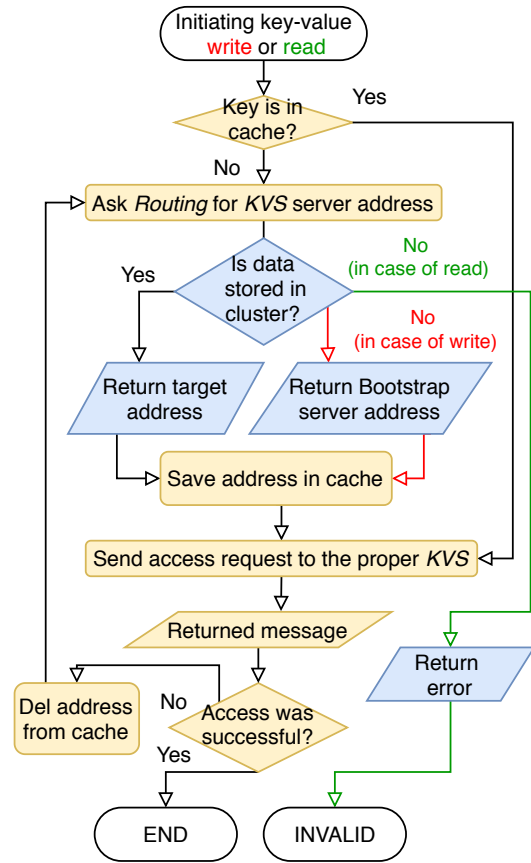 Initiating key-value
write or read
Key is in
cache?
Yes
No
Ask Routing for KVS server address
Is data
stored in
cluster?
Yes
No
(in case of read)
No
(in case of write)
Return target
address
Return Bootstrap
server address
Save address in cache
Send access request to the proper KVS
Returned message
Return
error
Del address
from cache
No
Access was
successful?
Yes
END
INVALID